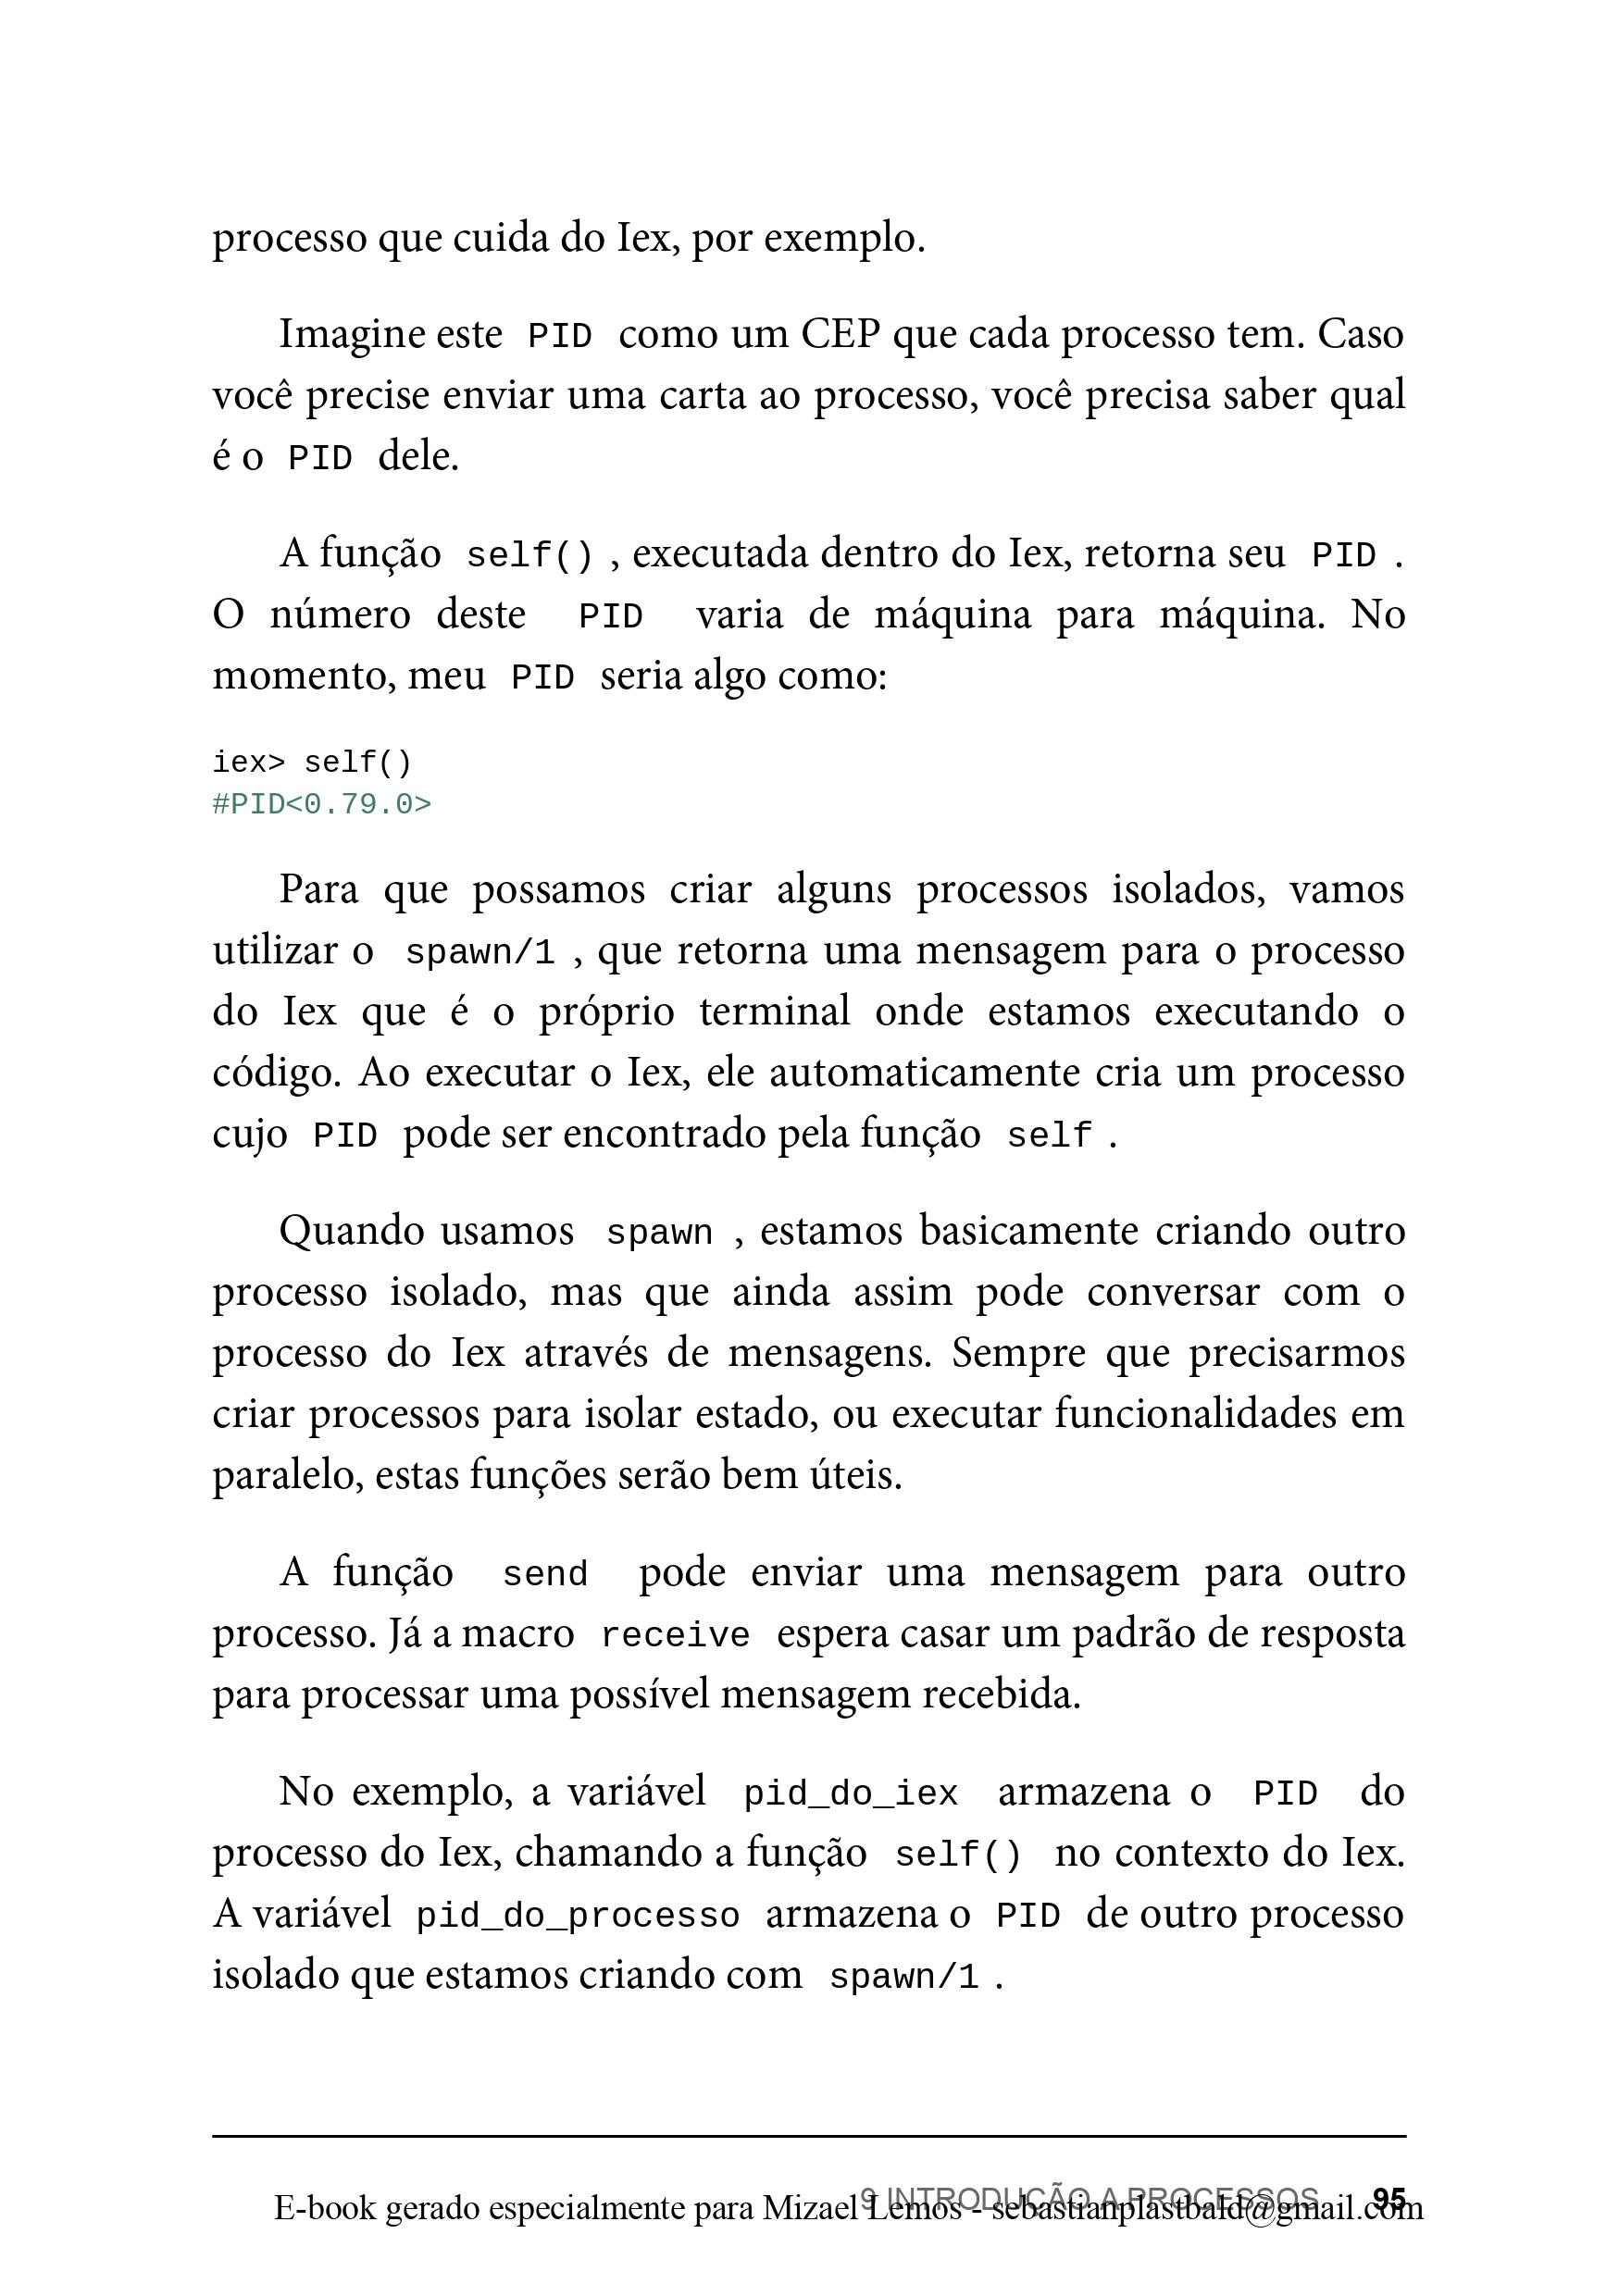 processo que cuida do Iex, por exemplo.
Imagine este PID como um CEP que cada processo tem. Caso
você precise enviar uma carta ao processo, você precisa saber qual
é o PID dele.
A função self() , executada dentro do Iex, retorna seu PID .
O número deste PID varia de máquina para máquina. No
momento, meu PID seria algo como:
iex> self()
#PID<0.79.0>
Para que possamos criar alguns processos isolados, vamos
utilizar o spawn/1 , que retorna uma mensagem para o processo
do Iex que é o próprio terminal onde estamos executando o
código. Ao executar o Iex, ele automaticamente cria um processo
cujo PID pode ser encontrado pela função self .
Quando usamos spawn , estamos basicamente criando outro
processo isolado, mas que ainda assim pode conversar com o
processo do Iex através de mensagens. Sempre que precisarmos
criar processos para isolar estado, ou executar funcionalidades em
paralelo, estas funções serão bem úteis.
A função send pode enviar uma mensagem para outro
processo. Já a macro receive espera casar um padrão de resposta
para processar uma possível mensagem recebida.
No exemplo, a variável pid_do_iex armazena o PID do
processo do Iex, chamando a função self() no contexto do Iex.
A variável pid_do_processo armazena o PID de outro processo
isolado que estamos criando com spawn/1 .
9 INTRODUÇÃO A PROCESSOS 95
E-book gerado especialmente para Mizael Lemos - sebastianplastbald@gmail.com